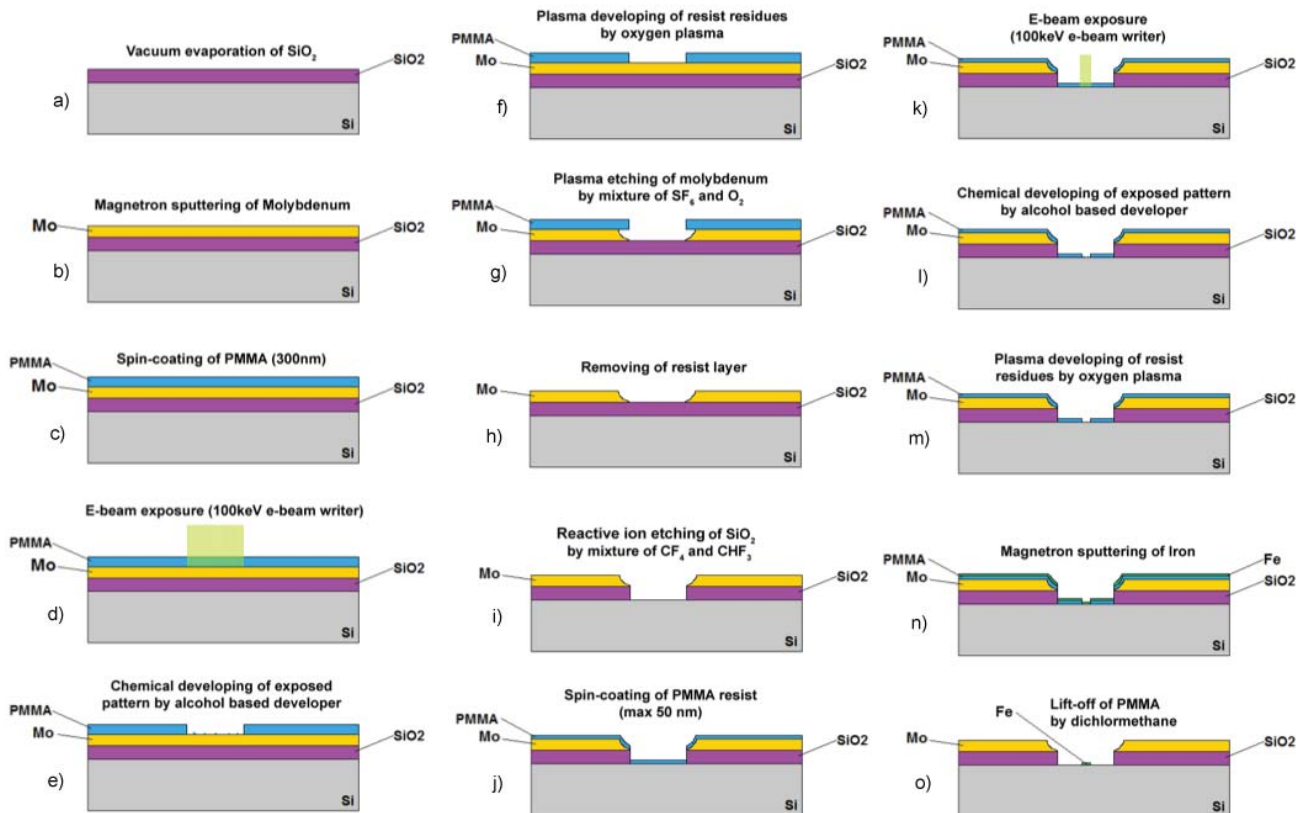 Vacuum evaporation of SiO₂
SiO2
a)
Si
Magnetron sputtering of Molybdenum
Mo
SiO2
b)
Si
Spin-coating of PMMA (300nm)
PMMA
Mo
SiO2
c)
Si
E-beam exposure (100keV e-beam writer)
PMMA
Mo
SiO2
d)
Si
Chemical developing of exposed
pattern by alcohol based developer
PMMA
Mo
SiO2
e)
Si
Plasma developing of resist residues
by oxygen plasma
PMMA
Mo
SiO2
f)
Si
Plasma etching of molybdenum
by mixture of SF₆ and O₂
PMMA
Mo
SiO2
g)
Si
Removing of resist layer
Mo
SiO2
h)
Si
Reactive ion etching of SiO₂
by mixture of CF₄ and CHF₃
Mo
SiO2
i)
Si
Spin-coating of PMMA resist
(max 50 nm)
PMMA
Mo
SiO2
j)
Si
E-beam exposure
(100keV e-beam writer)
PMMA
Mo
SiO2
k)
Si
Chemical developing of exposed pattern
by alcohol based developer
PMMA
Mo
SiO2
l)
Si
Plasma developing of resist
residues by oxygen plasma
PMMA
Mo
SiO2
m)
Si
Magnetron sputtering of Iron
PMMA
Fe
Mo
SiO2
n)
Si
Lift-off of PMMA
by dichlormethane
Fe
Mo
SiO2
o)
Si